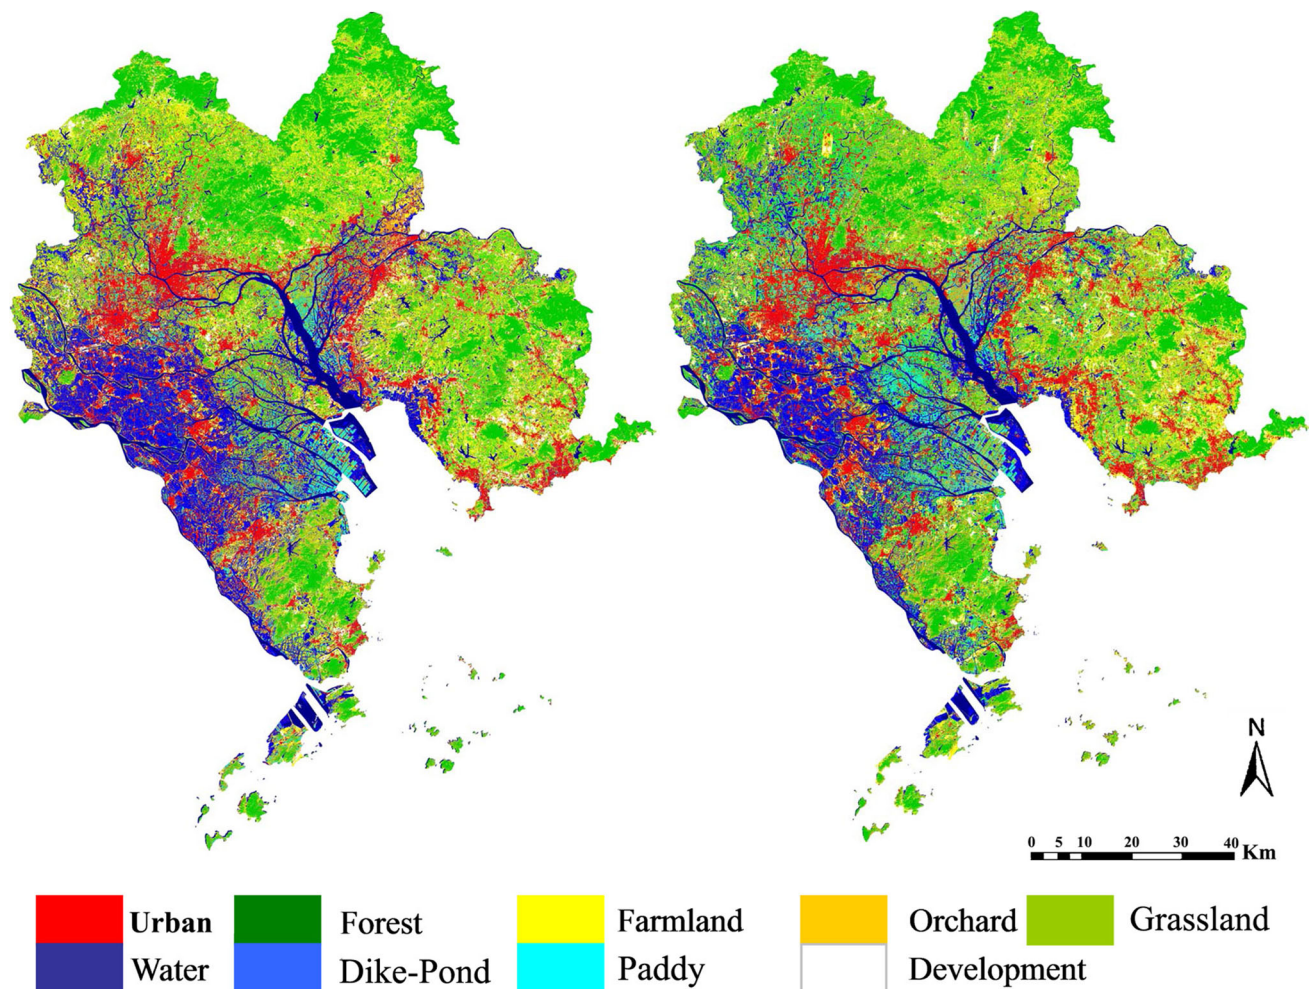 N
0 5 10 20 30 40 Km
Urban Forest Farmland Orchard Grassland
Water Dike-Pond Paddy Development